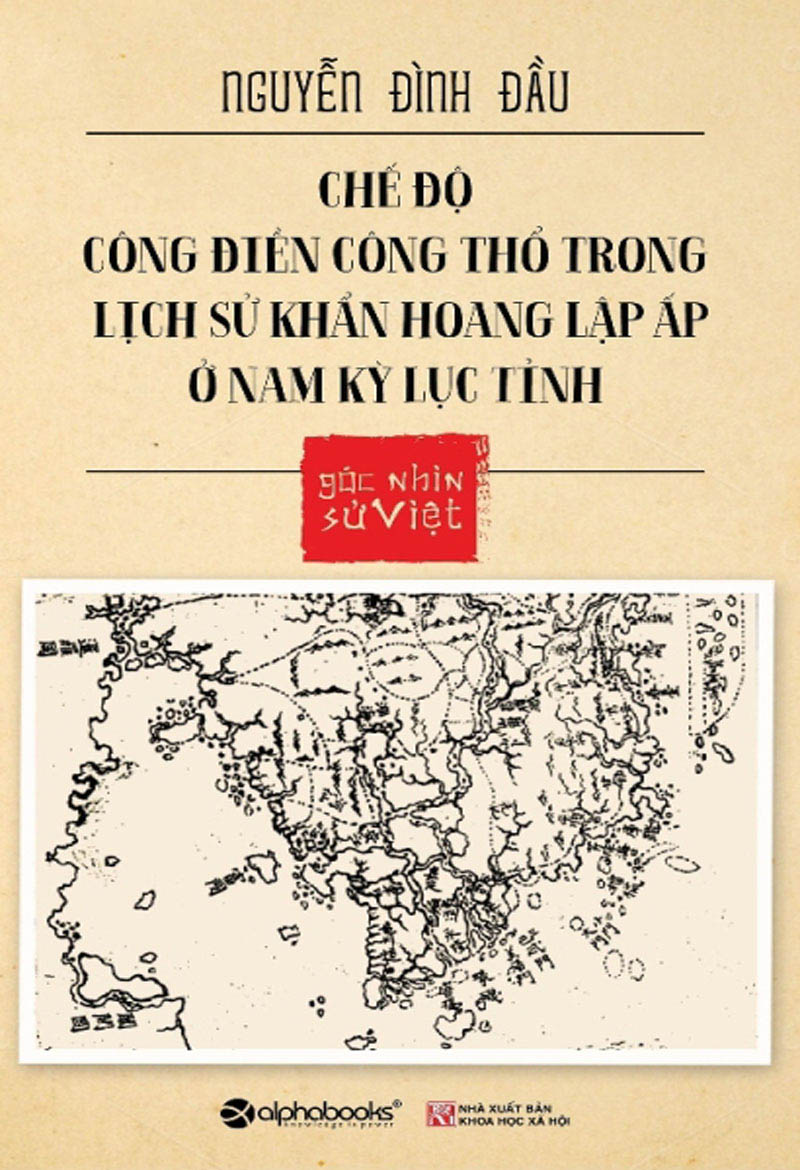 NGUYỄN ĐÌNH ĐẦU
CHẾ ĐỘ
CÔNG ĐIỀN CÔNG THỔ TRONG
LỊCH SỬ KHẨN HOANG LẬP ẤP
Ở NAM KỲ LỤC TỈNH
góc nhìn
sử Việt
alphabooks®
knowledge is power
NHÀ XUẤT BẢN
KHOA HỌC XÃ HỘI